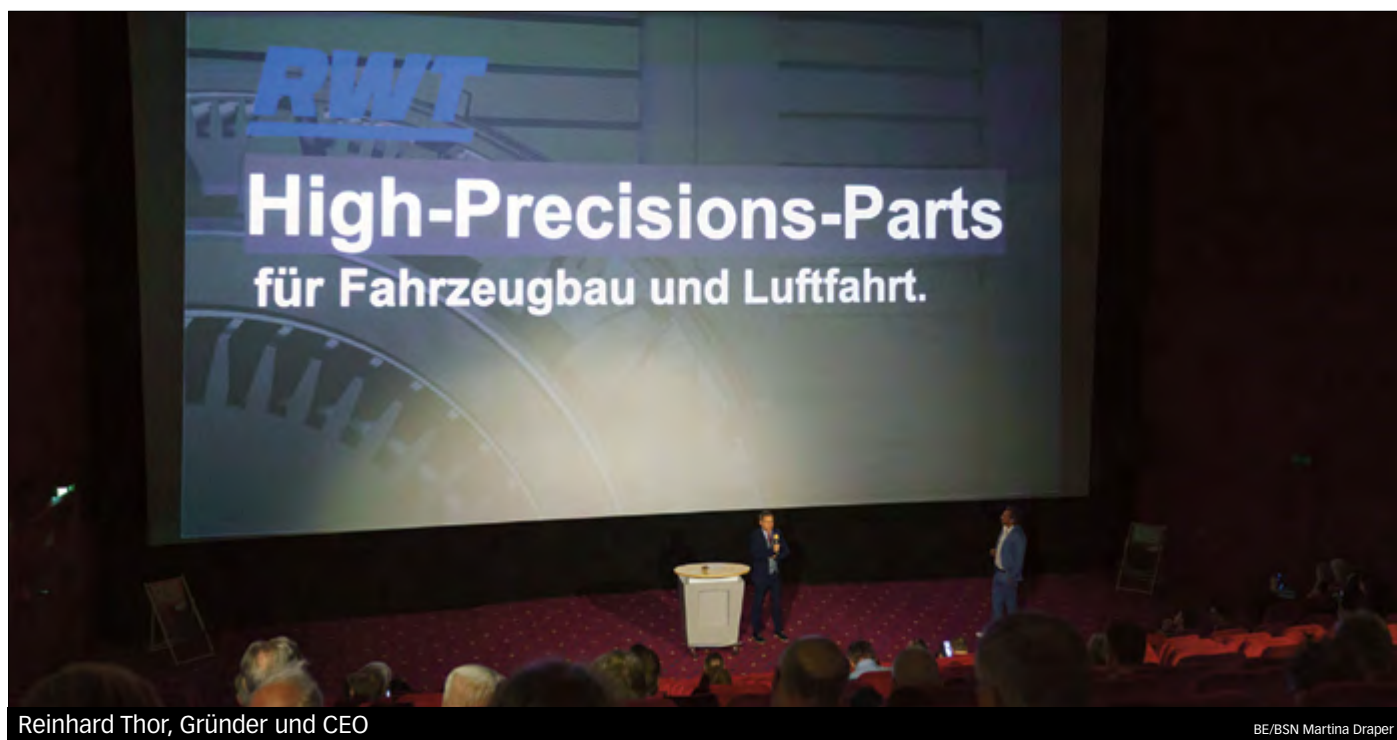 RWT
High-Precisions-Parts
für Fahrzeugbau und Luftfahrt.
Reinhard Thor, Gründer und CEO
BE/BSN Martina Draper